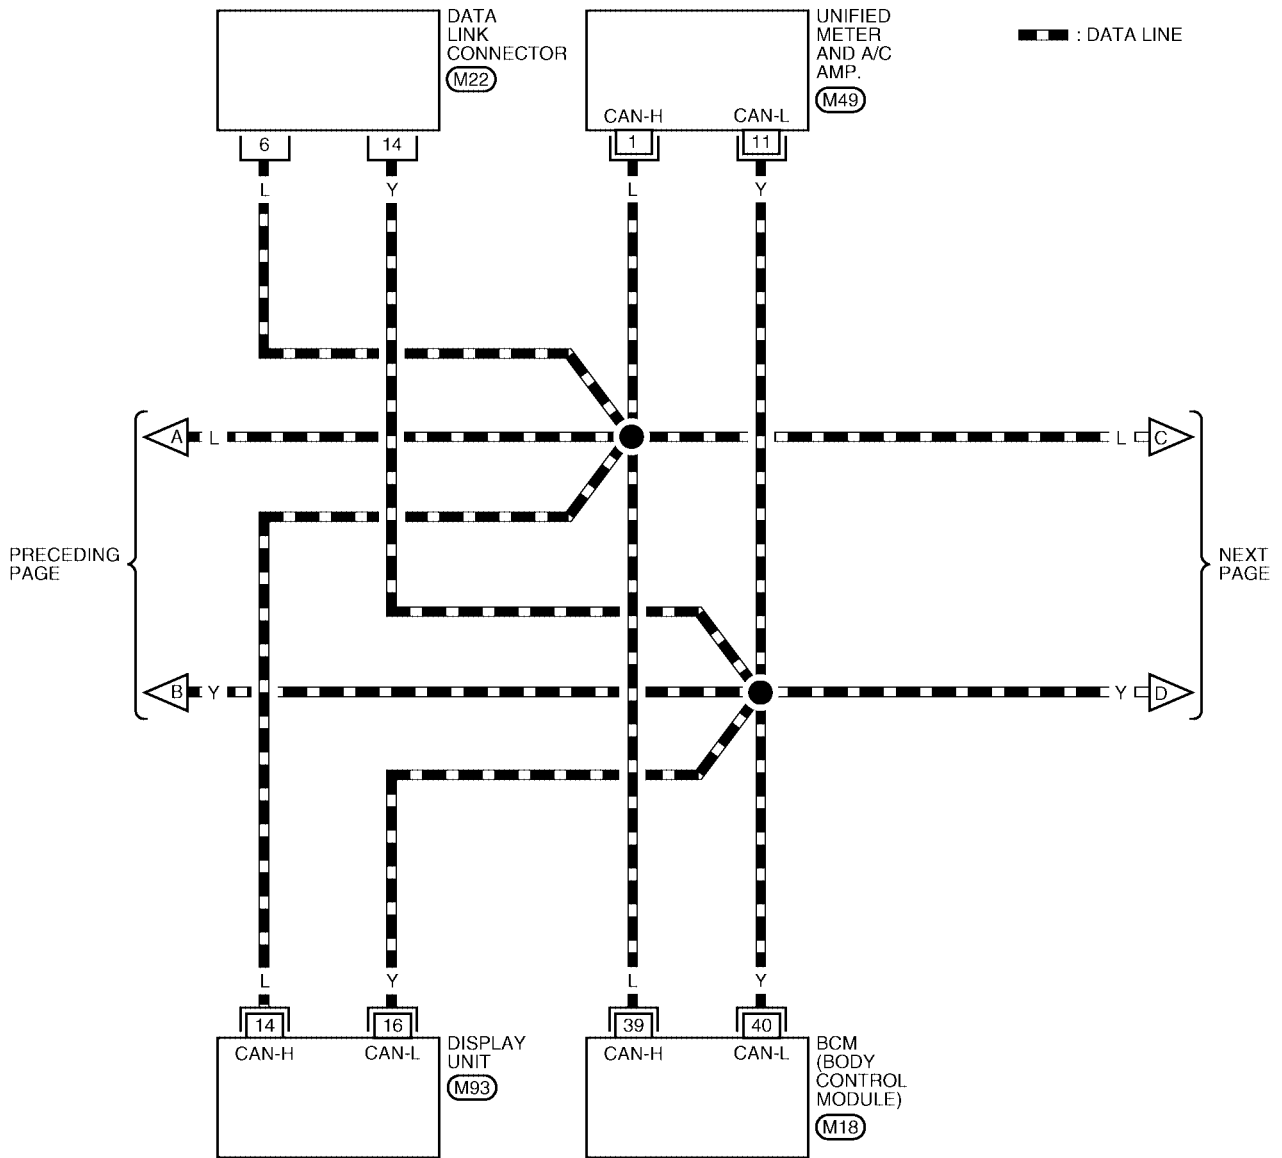 DATA
LINK
CONNECTOR
M22
UNIFIED
METER
AND A/C
AMP.
M49
: DATA LINE
CAN-H
CAN-L
6
14
1
11
L
Y
L
Y
A
L
L
C
PRECEDING
PAGE
NEXT
PAGE
B
Y
Y
D
L
Y
L
Y
14
16
39
40
CAN-H
CAN-L
CAN-H
CAN-L
DISPLAY
UNIT
M93
BCM
(BODY
CONTROL
MODULE)
M18